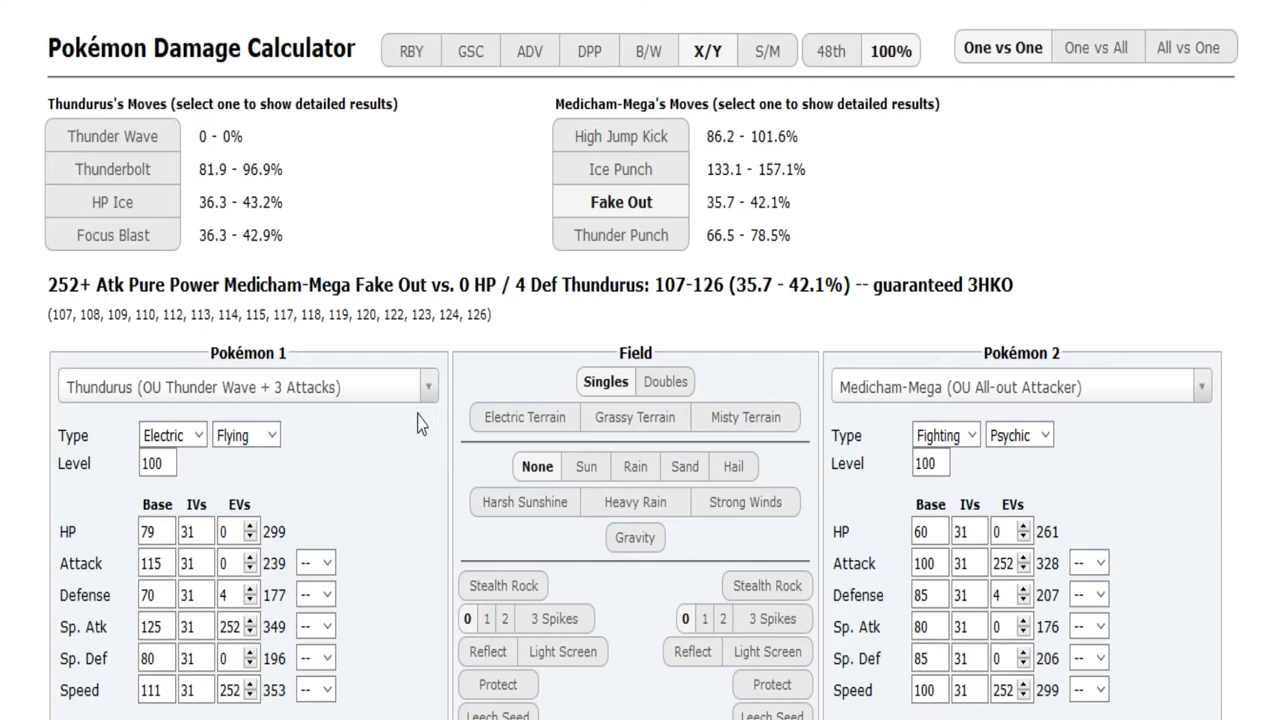 Pokémon Damage Calculator RBY GSC ADV DPP B/W X/Y S/M 48th 100% One vs One One vs All All vs One
Thundurus's Moves (select one to show detailed results) Medicham-Mega's Moves (select one to show detailed results)
Thunder Wave 0 - 0% High Jump Kick 86.2 - 101.6%
Thunderbolt 81.9 - 96.9% Ice Punch 133.1 - 157.1%
HP Ice 36.3 - 43.2% Fake Out 35.7 - 42.1%
Focus Blast 36.3 - 42.9% Thunder Punch 66.5 - 78.5%
252+ Atk Pure Power Medicham-Mega Fake Out vs. 0 HP / 4 Def Thundurus: 107-126 (35.7 - 42.1%) -- guaranteed 3HKO
(107, 108, 109, 110, 112, 113, 114, 115, 117, 118, 119, 120, 122, 123, 124, 126)
Pokémon 1 Field Pokémon 2
Thundurus (OU Thunder Wave + 3 Attacks) Singles Doubles Medicham-Mega (OU All-out Attacker)
Electric Terrain Grassy Terrain Misty Terrain
Type Electric Flying Type Fighting Psychic
Level 100 None Sun Rain Sand Hail Level 100
Base IVs EVs Harsh Sunshine Heavy Rain Strong Winds Base IVs EVs
HP 79 31 0 299 Gravity HP 60 31 0 261
Attack 115 31 0 239 -- Attack 100 31 252 328 --
Defense 70 31 4 177 -- Stealth Rock Stealth Rock Defense 85 31 4 207 --
Sp. Atk 125 31 252 349 -- 0 1 2 3 Spikes 0 1 2 3 Spikes Sp. Atk 80 31 0 176 --
Sp. Def 80 31 0 196 -- Reflect Light Screen Reflect Light Screen Sp. Def 85 31 0 206 --
Speed 111 31 252 353 -- Protect Protect Speed 100 31 252 299 --
Leech Seed Leech Seed